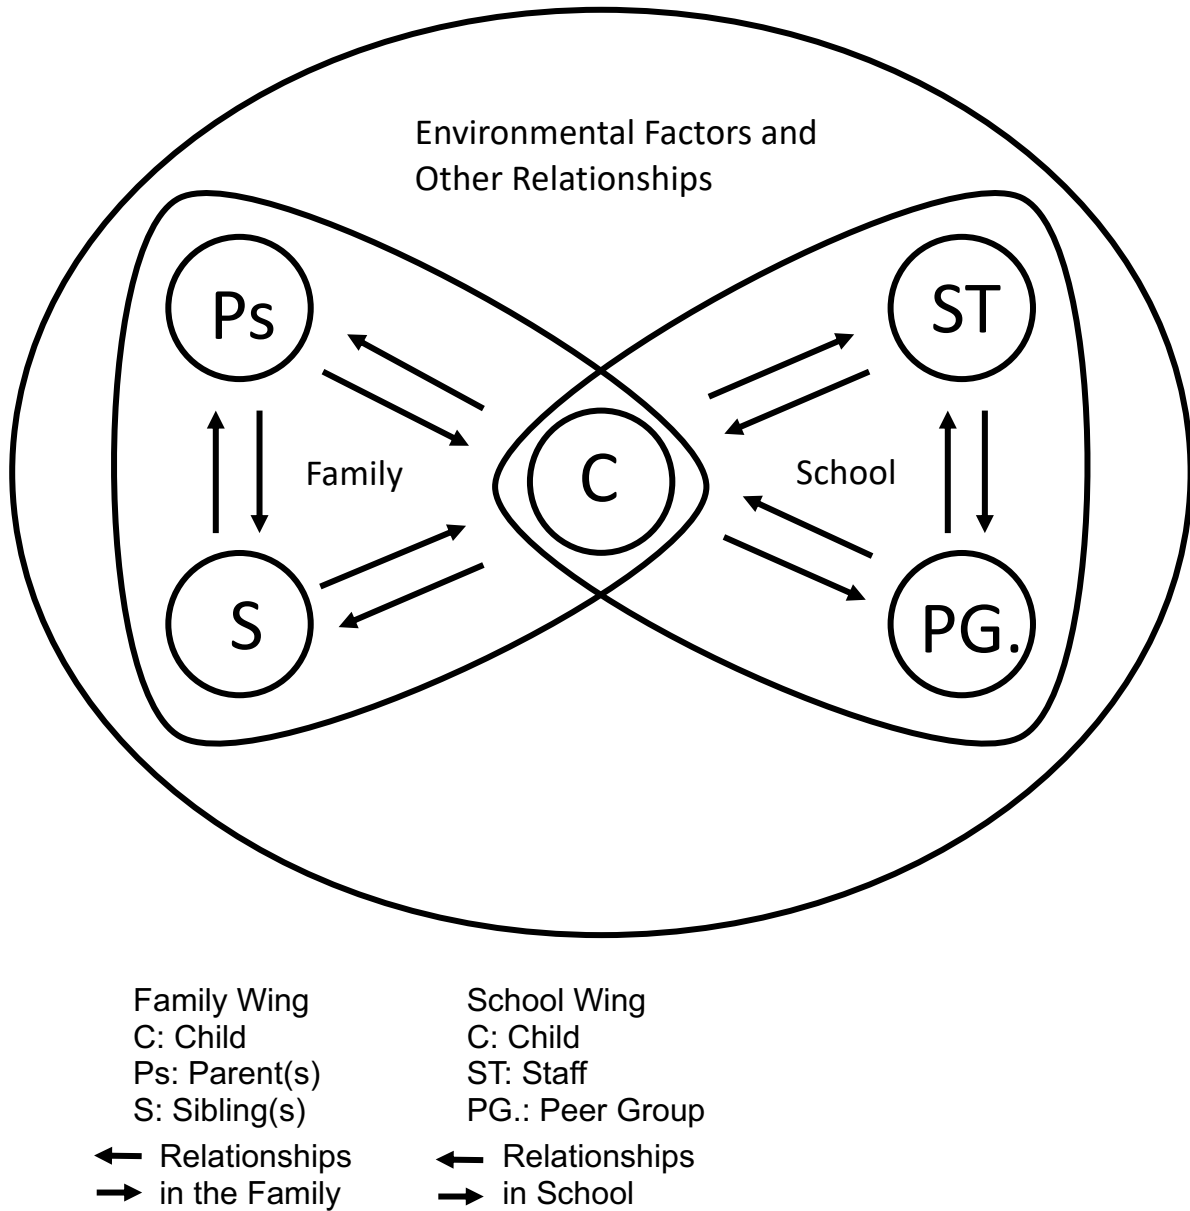 Environmental Factors and
Other Relationships
Ps
ST
Family
C
School
S
PG.
Family Wing
C: Child
Ps: Parent(s)
S: Sibling(s)
Relationships
in the Family
School Wing
C: Child
ST: Staff
PG.: Peer Group
Relationships
in School